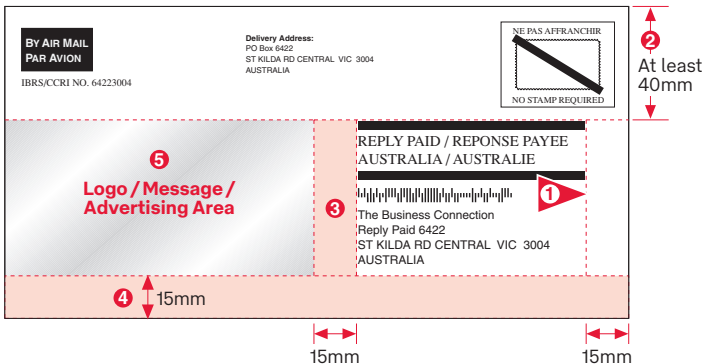 BY AIR MAIL
PAR AVION
IBRS/CCRI NO. 64223004
Delivery Address:
PO Box 6422
ST KILDA RD CENTRAL VIC 3004
AUSTRALIA
NE PAS AFFRANCHIR
NO STAMP REQUIRED
2
At least
40mm
5
Logo / Message /
Advertising Area
3
REPLY PAID / REPONSE PAYEE
AUSTRALIA / AUSTRALIE
1
The Business Connection
Reply Paid 6422
ST KILDA RD CENTRAL VIC 3004
AUSTRALIA
4
15mm
15mm
15mm